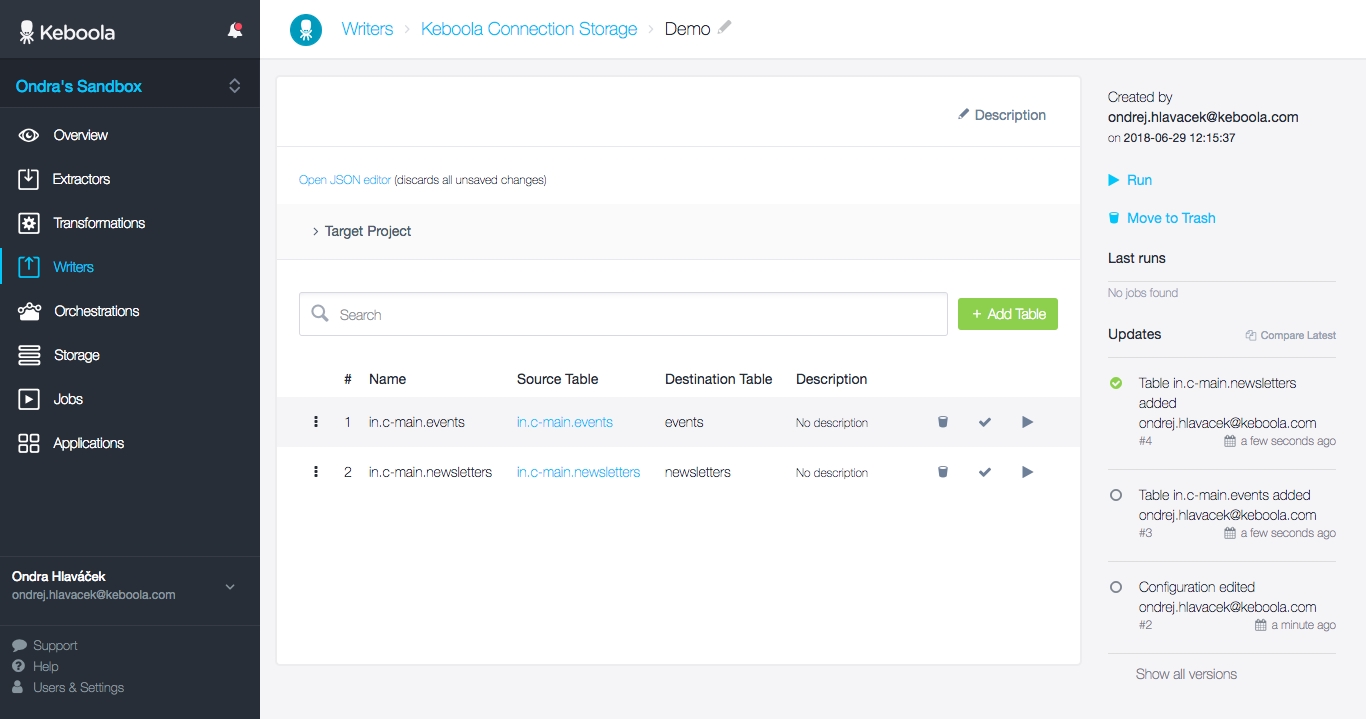 Keboola
Ondra's Sandbox
Overview
Extractors
Transformations
Writers
Orchestrations
Storage
Jobs
Applications
Ondra Hlaváček
ondrej.hlavacek@keboola.com
Support
Help
Users & Settings
Writers › Keboola Connection Storage › Demo
Description
Open JSON editor (discards all unsaved changes)
Target Project
Search
+ Add Table
# Name Source Table Destination Table Description
1 in.c-main.events in.c-main.events events No description
2 in.c-main.newsletters in.c-main.newsletters newsletters No description
Created by
ondrej.hlavacek@keboola.com
on 2018-06-29 12:15:37
Run
Move to Trash
Last runs
No jobs found
Updates Compare Latest
Table in.c-main.newsletters
added
ondrej.hlavacek@keboola.com
#4 a few seconds ago
Table in.c-main.events added
ondrej.hlavacek@keboola.com
#3 a few seconds ago
Configuration edited
ondrej.hlavacek@keboola.com
#2 a minute ago
Show all versions